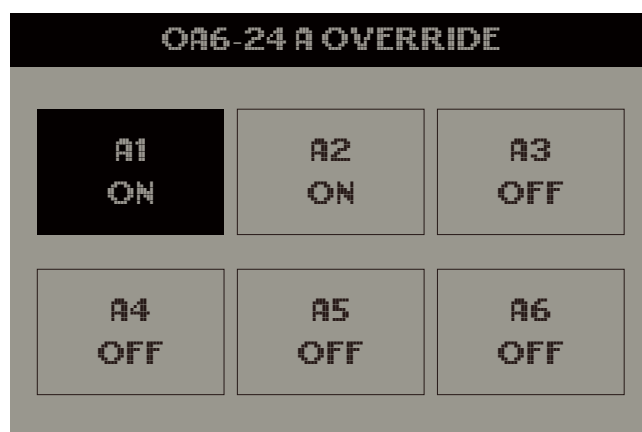 OA6-24 A OVERRIDE
A1 A2 A3
ON ON OFF
A4 A5 A6
OFF OFF OFF